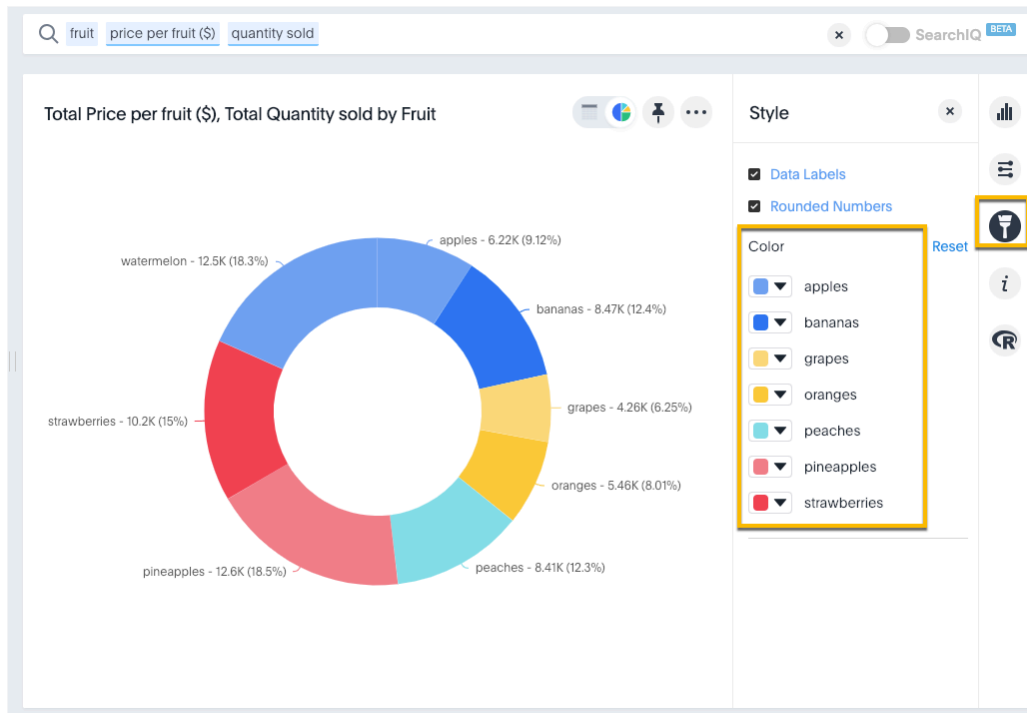 fruit price per fruit ($) quantity sold SearchIQ BETA
Total Price per fruit ($), Total Quantity sold by Fruit
Style
Data Labels
Rounded Numbers
Color Reset
apples
bananas
grapes
oranges
peaches
pineapples
strawberries
apples - 6.22K (9.12%)
watermelon - 12.5K (18.3%)
bananas - 8.47K (12.4%)
grapes - 4.26K (6.25%)
strawberries - 10.2K (15%)
oranges - 5.46K (8.01%)
peaches - 8.41K (12.3%)
pineapples - 12.6K (18.5%)
i
R